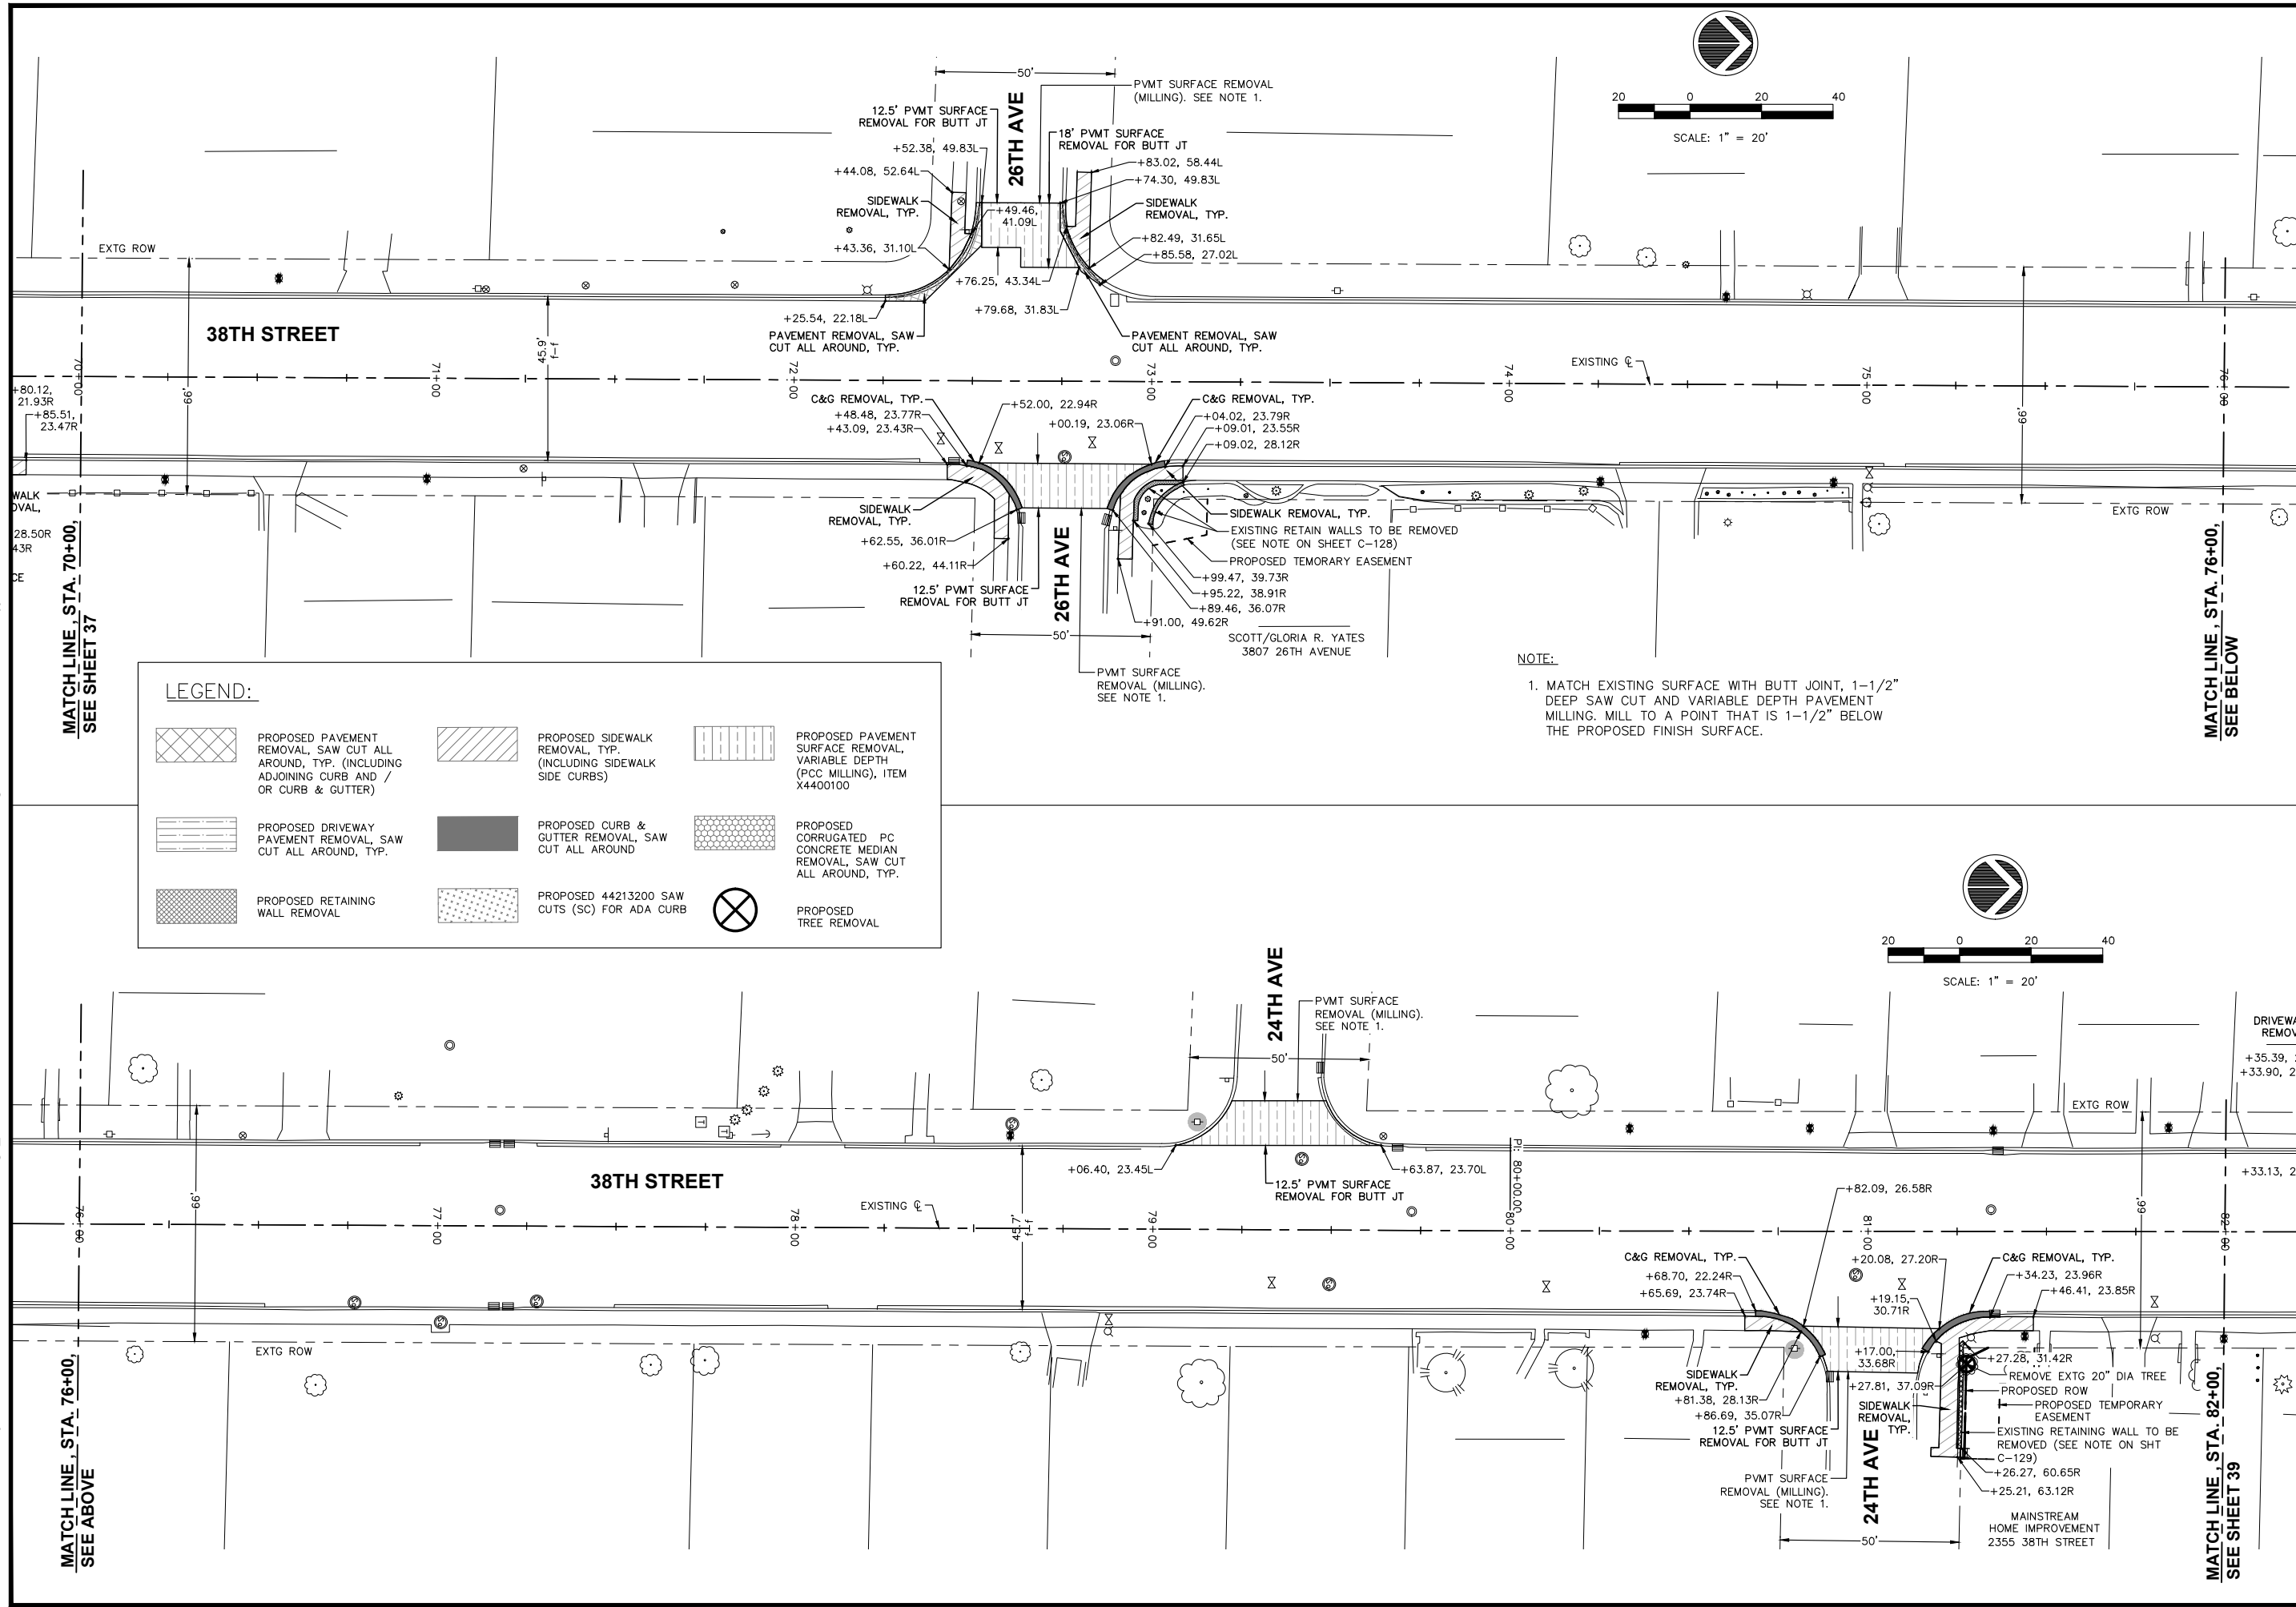 50'
PVMT SURFACE REMOVAL
(MILLING). SEE NOTE 1.
12.5' PVMT SURFACE
REMOVAL FOR BUTT JT
26TH AVE
18' PVMT SURFACE
REMOVAL FOR BUTT JT
+52.38, 49.83L
+83.02, 58.44L
+44.08, 52.64L
+74.30, 49.83L
SIDEWALK
REMOVAL, TYP.
+49.46,
41.09L
SIDEWALK
REMOVAL, TYP.
+43.36, 31.10L
+82.49, 31.65L
+85.58, 27.02L
+76.25, 43.34L
+79.68, 31.83L
+25.54, 22.18L
PAVEMENT REMOVAL, SAW
CUT ALL AROUND, TYP.
PAVEMENT REMOVAL, SAW
CUT ALL AROUND, TYP.
20 0 20 40
SCALE: 1" = 20'
EXTG ROW
38TH STREET
66'
45.9'
f-f
EXISTING ℄
66'
70+00
71+00
72+00
73+00
74+00
75+00
76+00
+80.12,
21.93R
+85.51,
23.47R
WALK
OVAL,
28.50R
43R
CE
C&G REMOVAL, TYP.
+48.48, 23.77R
+43.09, 23.43R
+52.00, 22.94R
+00.19, 23.06R
C&G REMOVAL, TYP.
+04.02, 23.79R
+09.01, 23.55R
+09.02, 28.12R
SIDEWALK
REMOVAL, TYP.
+62.55, 36.01R
+60.22, 44.11R
12.5' PVMT SURFACE
REMOVAL FOR BUTT JT
26TH AVE
50'
SIDEWALK REMOVAL, TYP.
EXISTING RETAIN WALLS TO BE REMOVED
(SEE NOTE ON SHEET C-128)
PROPOSED TEMORARY EASEMENT
+99.47, 39.73R
+95.22, 38.91R
+89.46, 36.07R
+91.00, 49.62R
SCOTT/GLORIA R. YATES
3807 26TH AVENUE
PVMT SURFACE
REMOVAL (MILLING).
SEE NOTE 1.
EXTG ROW
MATCH LINE, STA. 70+00,
SEE SHEET 37
MATCH LINE, STA. 76+00,
SEE BELOW
NOTE:
1. MATCH EXISTING SURFACE WITH BUTT JOINT, 1-1/2"
DEEP SAW CUT AND VARIABLE DEPTH PAVEMENT
MILLING. MILL TO A POINT THAT IS 1-1/2" BELOW
THE PROPOSED FINISH SURFACE.
LEGEND:
PROPOSED PAVEMENT
REMOVAL, SAW CUT ALL
AROUND, TYP. (INCLUDING
ADJOINING CURB AND /
OR CURB & GUTTER)
PROPOSED SIDEWALK
REMOVAL, TYP.
(INCLUDING SIDEWALK
SIDE CURBS)
PROPOSED PAVEMENT
SURFACE REMOVAL,
VARIABLE DEPTH
(PCC MILLING), ITEM
X4400100
PROPOSED DRIVEWAY
PAVEMENT REMOVAL, SAW
CUT ALL AROUND, TYP.
PROPOSED CURB &
GUTTER REMOVAL, SAW
CUT ALL AROUND
PROPOSED
CORRUGATED PC
CONCRETE MEDIAN
REMOVAL, SAW CUT
ALL AROUND, TYP.
PROPOSED RETAINING
WALL REMOVAL
PROPOSED 44213200 SAW
CUTS (SC) FOR ADA CURB
PROPOSED
TREE REMOVAL
20 0 20 40
SCALE: 1" = 20'
24TH AVE
PVMT SURFACE
REMOVAL (MILLING).
SEE NOTE 1.
50'
DRIVEWA
REMOV
+35.39,
+33.90, 2
EXTG ROW
+33.13, 2
+06.40, 23.45L
+63.87, 23.70L
12.5' PVMT SURFACE
REMOVAL FOR BUTT JT
38TH STREET
EXISTING ℄
66'
45.7'
f-f
PI: 80+00.00
66'
76+00
77+00
78+00
79+00
80+00
81+00
82+00
EXTG ROW
+82.09, 26.58R
C&G REMOVAL, TYP.
+68.70, 22.24R
+65.69, 23.74R
+20.08, 27.20R
C&G REMOVAL, TYP.
+34.23, 23.96R
+46.41, 23.85R
+19.15,
30.71R
+17.00,
33.68R
SIDEWALK
REMOVAL, TYP.
+81.38, 28.13R
+86.69, 35.07R
12.5' PVMT SURFACE
REMOVAL FOR BUTT JT
+27.28, 31.42R
REMOVE EXTG 20" DIA TREE
+27.81, 37.09R
PROPOSED ROW
PROPOSED TEMPORARY
EASEMENT
SIDEWALK
REMOVAL,
TYP.
EXISTING RETAINING WALL TO BE
REMOVED (SEE NOTE ON SHT
C-129)
+26.27, 60.65R
+25.21, 63.12R
PVMT SURFACE
REMOVAL (MILLING).
SEE NOTE 1.
24TH AVE
50'
MAINSTREAM
HOME IMPROVEMENT
2355 38TH STREET
MATCH LINE, STA. 76+00,
SEE ABOVE
MATCH LINE, STA. 82+00,
SEE SHEET 39